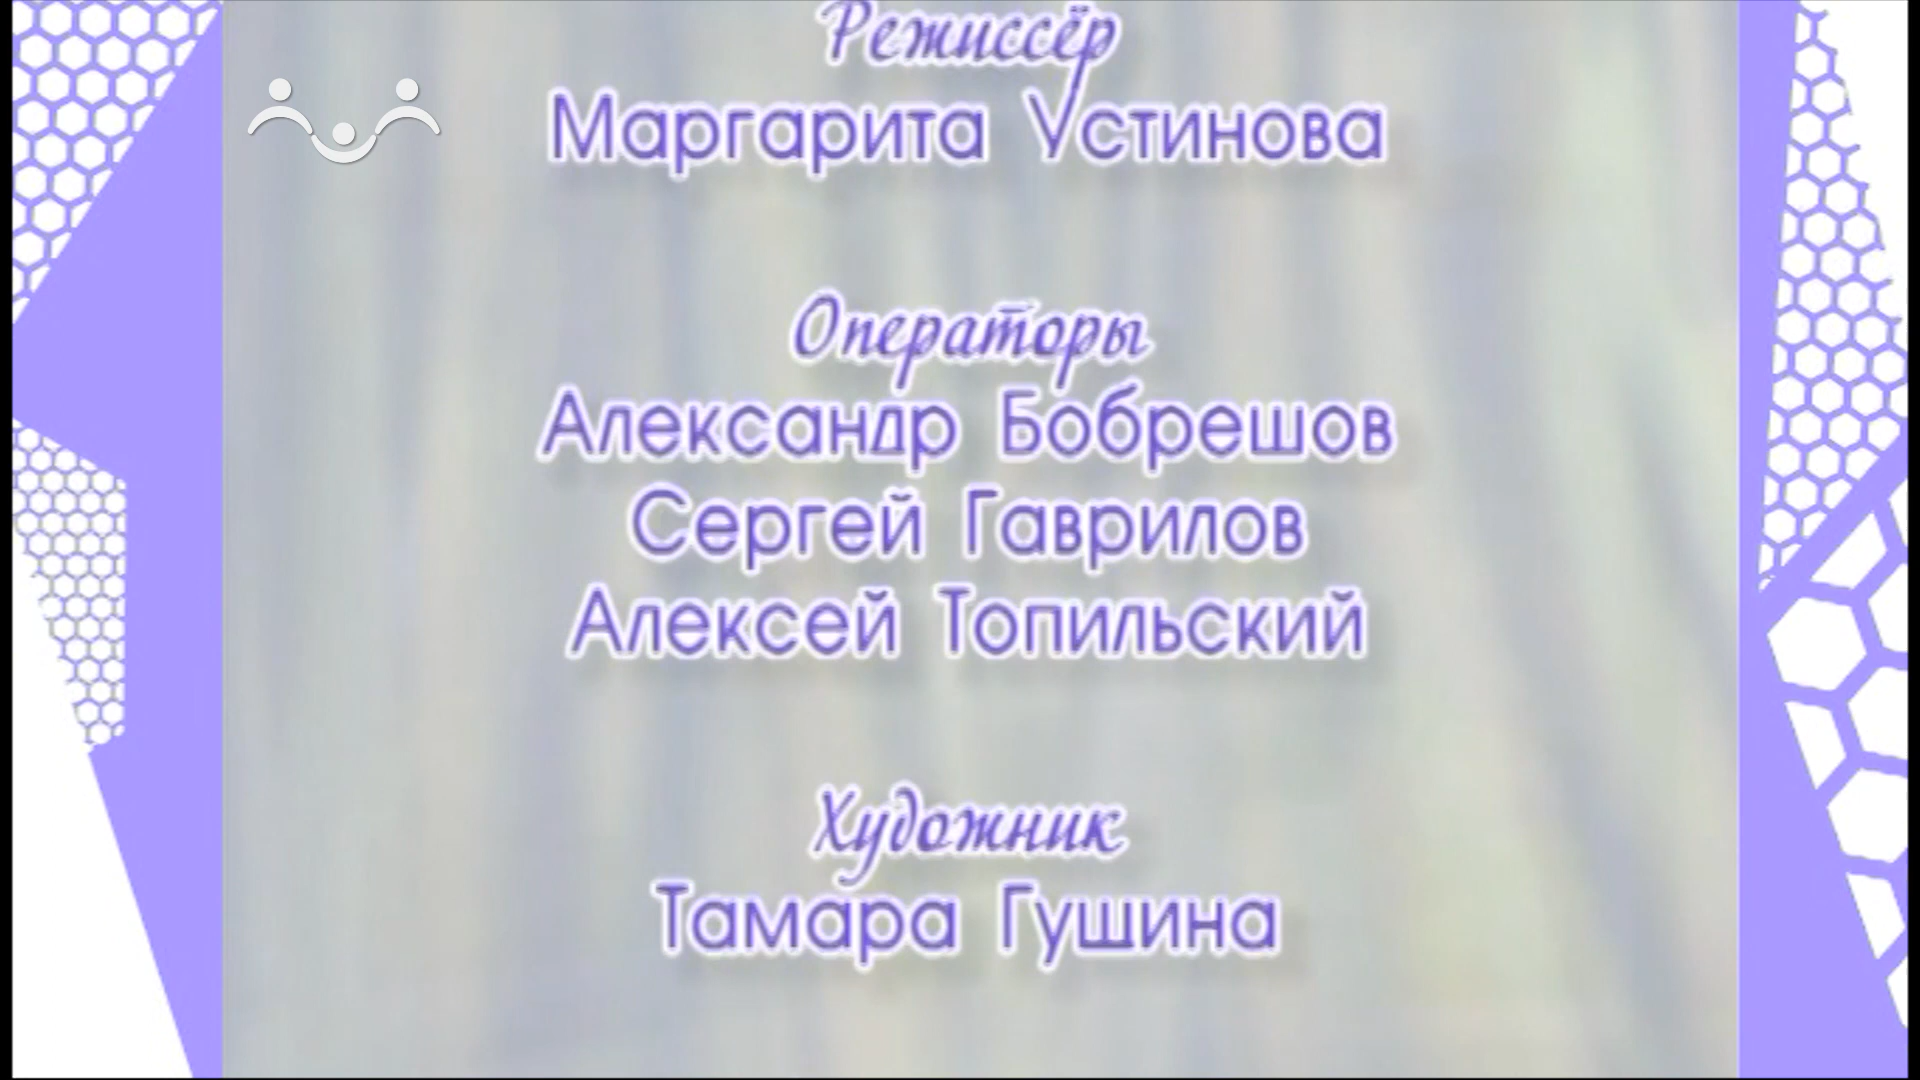 Режиссёр
Маргарита Устинова
Операторы
Александр Бобрешов
Сергей Гаврилов
Алексей Топильский
Художник
Тамара Гушина